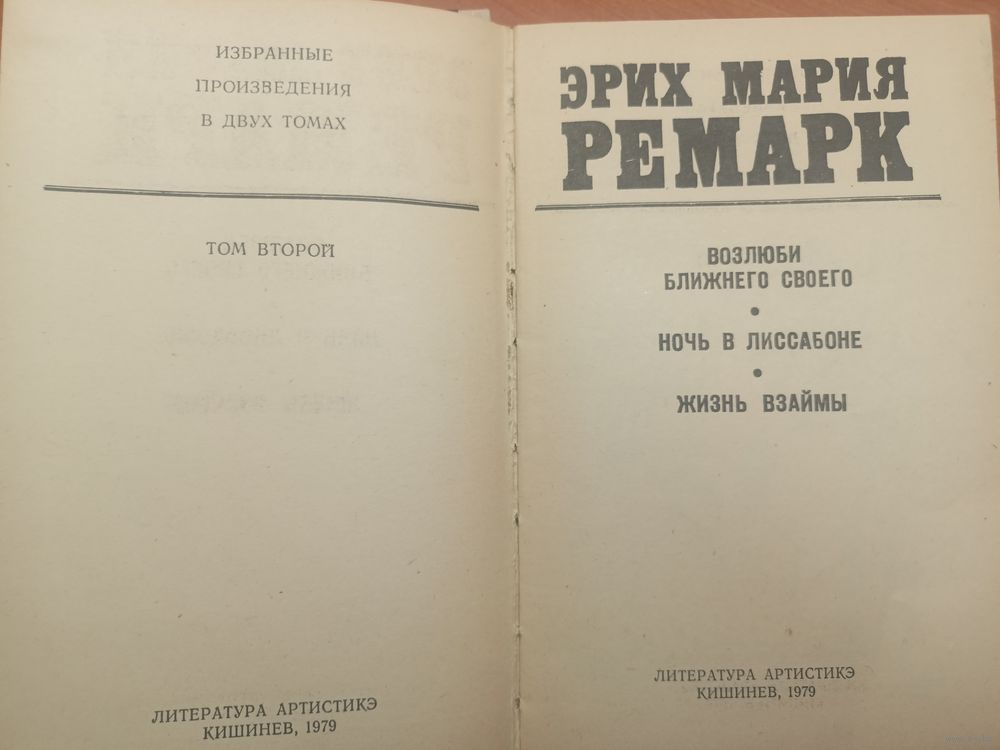 ИЗБРАННЫЕ
ПРОИЗВЕДЕНИЯ
В ДВУХ ТОМАХ
ТОМ ВТОРОЙ
ЛИТЕРАТУРА АРТИСТИКЭ
КИШИНЕВ, 1979
ЭРИХ МАРИЯ
РЕМАРК
ВОЗЛЮБИ
БЛИЖНЕГО СВОЕГО
•
НОЧЬ В ЛИССАБОНЕ
•
ЖИЗНЬ ВЗАЙМЫ
ЛИТЕРАТУРА АРТИСТИКЭ
КИШИНЕВ, 1979